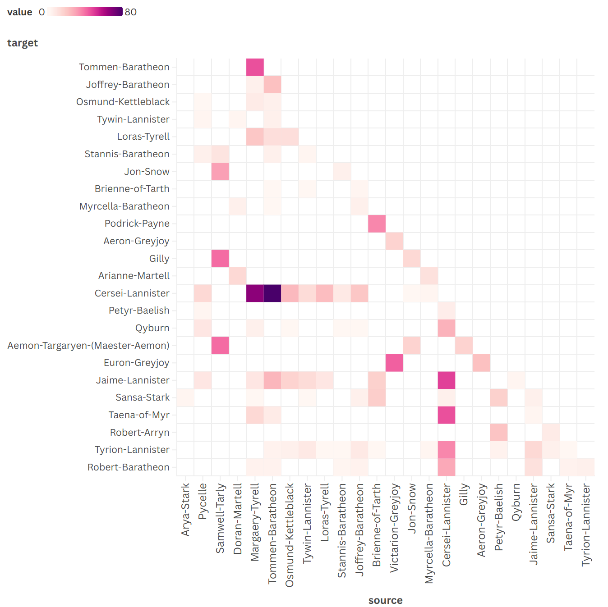 value 0 80
target
Tommen-Baratheon
Joffrey-Baratheon
Osmund-Kettleblack
Tywin-Lannister
Loras-Tyrell
Stannis-Baratheon
Jon-Snow
Brienne-of-Tarth
Myrcella-Baratheon
Podrick-Payne
Aeron-Greyjoy
Gilly
Arianne-Martell
Cersei-Lannister
Petyr-Baelish
Qyburn
Aemon-Targaryen-(Maester-Aemon)
Euron-Greyjoy
Jaime-Lannister
Sansa-Stark
Taena-of-Myr
Robert-Arryn
Tyrion-Lannister
Robert-Baratheon
Arya-Stark
Pycelle
Samwell-Tarly
Doran-Martell
Margaery-Tyrell
Tommen-Baratheon
Osmund-Kettleblack
Tywin-Lannister
Loras-Tyrell
Stannis-Baratheon
Joffrey-Baratheon
Brienne-of-Tarth
Victarion-Greyjoy
Jon-Snow
Myrcella-Baratheon
Cersei-Lannister
Gilly
Aeron-Greyjoy
Petyr-Baelish
Qyburn
Jaime-Lannister
Sansa-Stark
Taena-of-Myr
Tyrion-Lannister
source